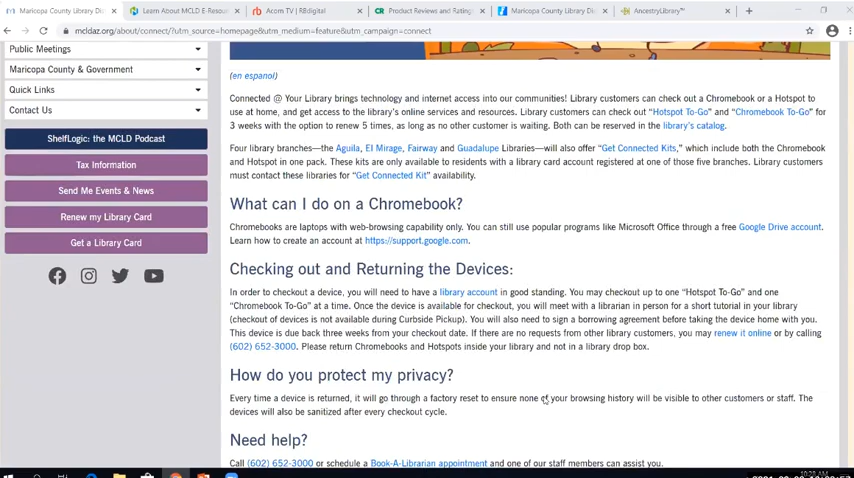 Maricopa County Library Dis
Learn About MCLD E-Resou
Acorn TV | RBdigital
Product Reviews and Rating
Maricopa County Library Dis
AncestryLibrary™
mcldaz.org/about/connect/?utm_source=homepage&utm_medium=feature&utm_campaign=connect
Public Meetings
Maricopa County & Government
Quick Links
Contact Us
ShelfLogic: the MCLD Podcast
Tax Information
Send Me Events & News
Renew my Library Card
Get a Library Card
(en espanol)
Connected @ Your Library brings technology and internet access into our communities! Library customers can check out a Chromebook or a Hotspot to
use at home, and get access to the library's online services and resources. Library customers can check out “Hotspot To-Go” and “Chromebook To-Go” for
3 weeks with the option to renew 5 times, as long as no other customer is waiting. Both can be reserved in the library's catalog.
Four library branches—the Aguila, El Mirage, Fairway and Guadalupe Libraries—will also offer “Get Connected Kits,” which include both the Chromebook
and Hotspot in one pack. These kits are only available to residents with a library card account registered at one of those five branches. Library customers
must contact these libraries for “Get Connected Kit” availability.
What can I do on a Chromebook?
Chromebooks are laptops with web-browsing capability only. You can still use popular programs like Microsoft Office through a free Google Drive account.
Learn how to create an account at https://support.google.com.
Checking out and Returning the Devices:
In order to checkout a device, you will need to have a library account in good standing. You may checkout up to one “Hotspot To-Go” and one
“Chromebook To-Go” at a time. Once the device is available for checkout, you will meet with a librarian in person for a short tutorial in your library
(checkout of devices is not available during Curbside Pickup). You will also need to sign a borrowing agreement before taking the device home with you.
This device is due back three weeks from your checkout date. If there are no requests from other library customers, you may renew it online or by calling
(602) 652-3000. Please return Chromebooks and Hotspots inside your library and not in a library drop box.
How do you protect my privacy?
Every time a device is returned, it will go through a factory reset to ensure none of your browsing history will be visible to other customers or staff. The
devices will also be sanitized after every checkout cycle.
Need help?
Call (602) 652-3000 or schedule a Book-A-Librarian appointment and one of our staff members can assist you.